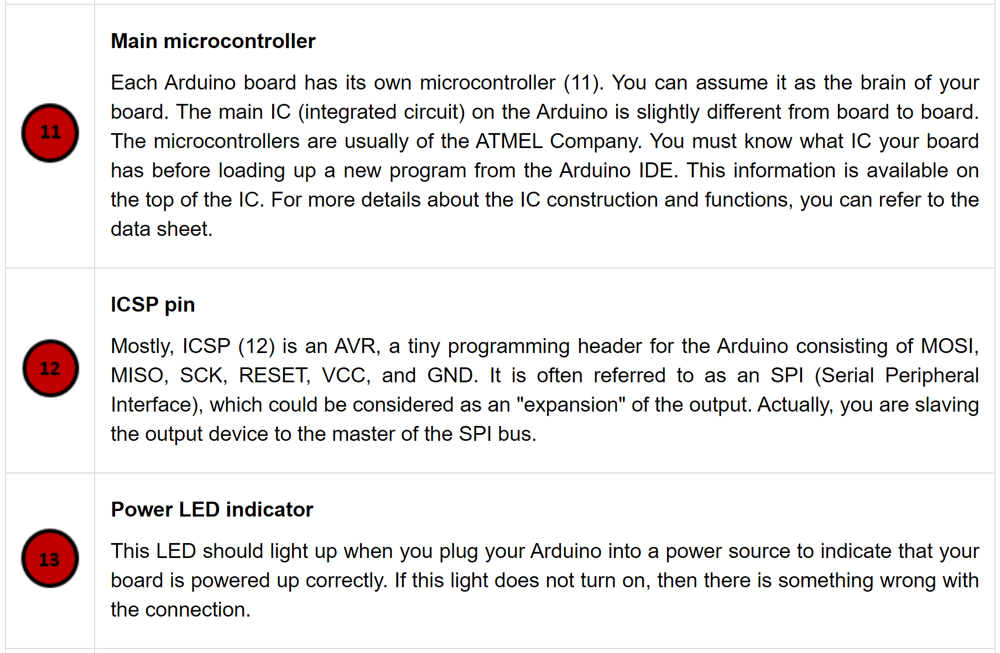 Main microcontroller
11
Each Arduino board has its own microcontroller (11). You can assume it as the brain of your
board. The main IC (integrated circuit) on the Arduino is slightly different from board to board.
The microcontrollers are usually of the ATMEL Company. You must know what IC your board
has before loading up a new program from the Arduino IDE. This information is available on
the top of the IC. For more details about the IC construction and functions, you can refer to the
data sheet.
ICSP pin
12
Mostly, ICSP (12) is an AVR, a tiny programming header for the Arduino consisting of MOSI,
MISO, SCK, RESET, VCC, and GND. It is often referred to as an SPI (Serial Peripheral
Interface), which could be considered as an "expansion" of the output. Actually, you are slaving
the output device to the master of the SPI bus.
Power LED indicator
13
This LED should light up when you plug your Arduino into a power source to indicate that your
board is powered up correctly. If this light does not turn on, then there is something wrong with
the connection.